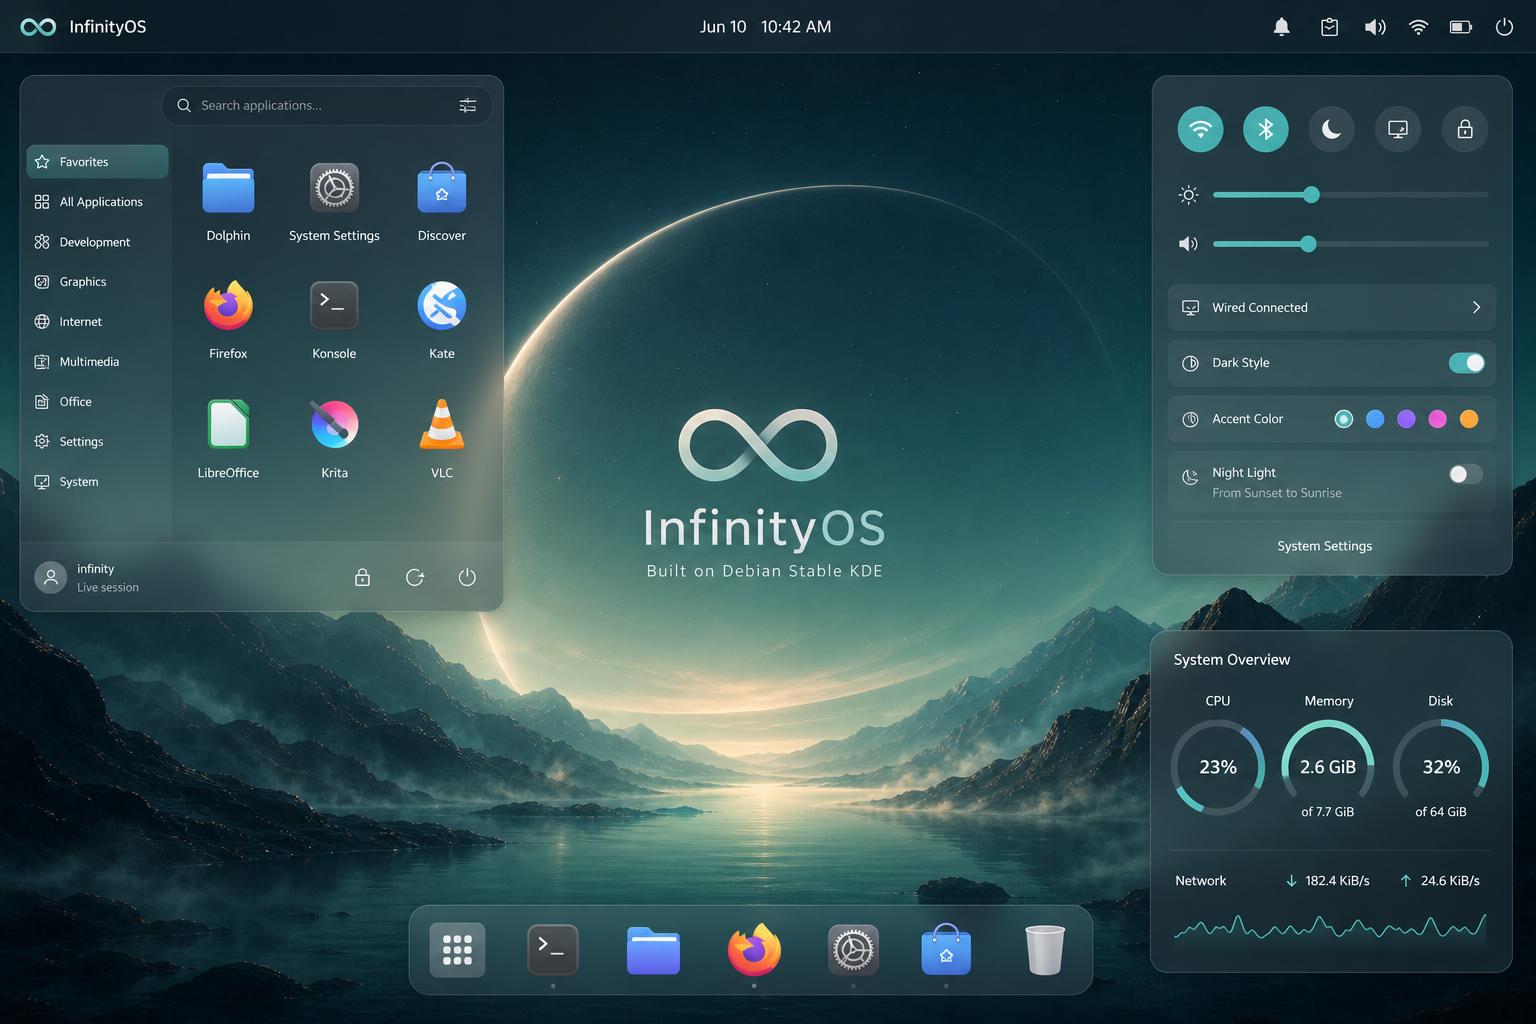 InfinityOS
Jun 10 10:42 AM
Search applications...
Favorites
All Applications
Development
Graphics
Internet
Multimedia
Office
Settings
System
Dolphin
System Settings
Discover
Firefox
Konsole
Kate
LibreOffice
Krita
VLC
infinity
Live session
InfinityOS
Built on Debian Stable KDE
Wired Connected
Dark Style
Accent Color
Night Light
From Sunset to Sunrise
System Settings
System Overview
CPU
Memory
Disk
23%
2.6 GiB
32%
of 7.7 GiB
of 64 GiB
Network
↓ 182.4 KiB/s
↑ 24.6 KiB/s